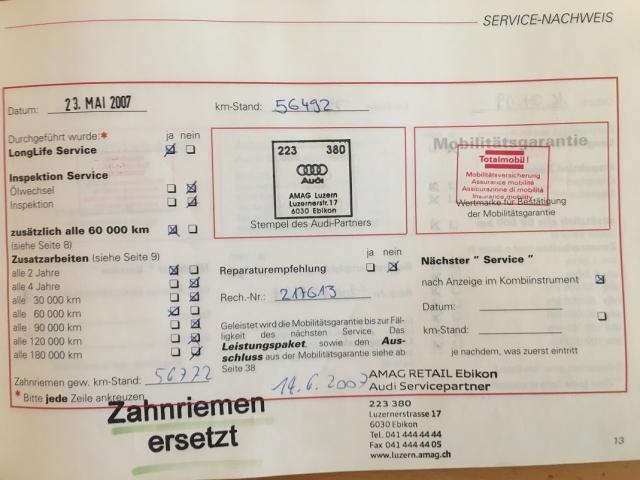 SERVICE-NACHWEIS
Datum: 23. MAI 2007 km-Stand: 56492
Durchgeführt wurde:* ja nein
LongLife Service
Inspektion Service
Ölwechsel
Inspektion
zusätzlich alle 60 000 km
(siehe Seite 8)
Zusatzarbeiten (siehe Seite 9)
alle 2 Jahre
alle 4 Jahre
alle 30 000 km
alle 60 000 km
alle 90 000 km
alle 120 000 km
alle 180 000 km
Zahnriemen gew. km-Stand: 56772
* Bitte jede Zeile ankreuzen
223 380
Audi
AMAG Luzern
Luzernerstr.17
6030 Ebikon
Stempel des Audi-Partners
ja nein
Reparaturempfehlung
Rech.-Nr.: 217613
Geleistet wird die Mobilitätsgarantie bis zur Fäl-
ligkeit des nächsten Service. Das
Leistungspaket, sowie den Aus-
schluss aus der Mobilitätsgarantie siehe ab
Seite 38
14.6.2007
Mobilitätsgarantie
Totalmobil!
Mobilitätsversicherung
Assurance mobilité
Assicurazione di mobilità
Insurance mobility
Wertmarke für Bestätigung
der Mobilitätsgarantie
Nächster " Service "
nach Anzeige im Kombiinstrument
Datum:
km-Stand:
je nachdem, was zuerst eintritt
AMAG RETAIL Ebikon
Audi Servicepartner
223 380
Luzernerstrasse 17
6030 Ebikon
Tel. 041 444 44 44
Fax 041 444 44 05
www.luzern.amag.ch
Zahnriemen
ersetzt
13